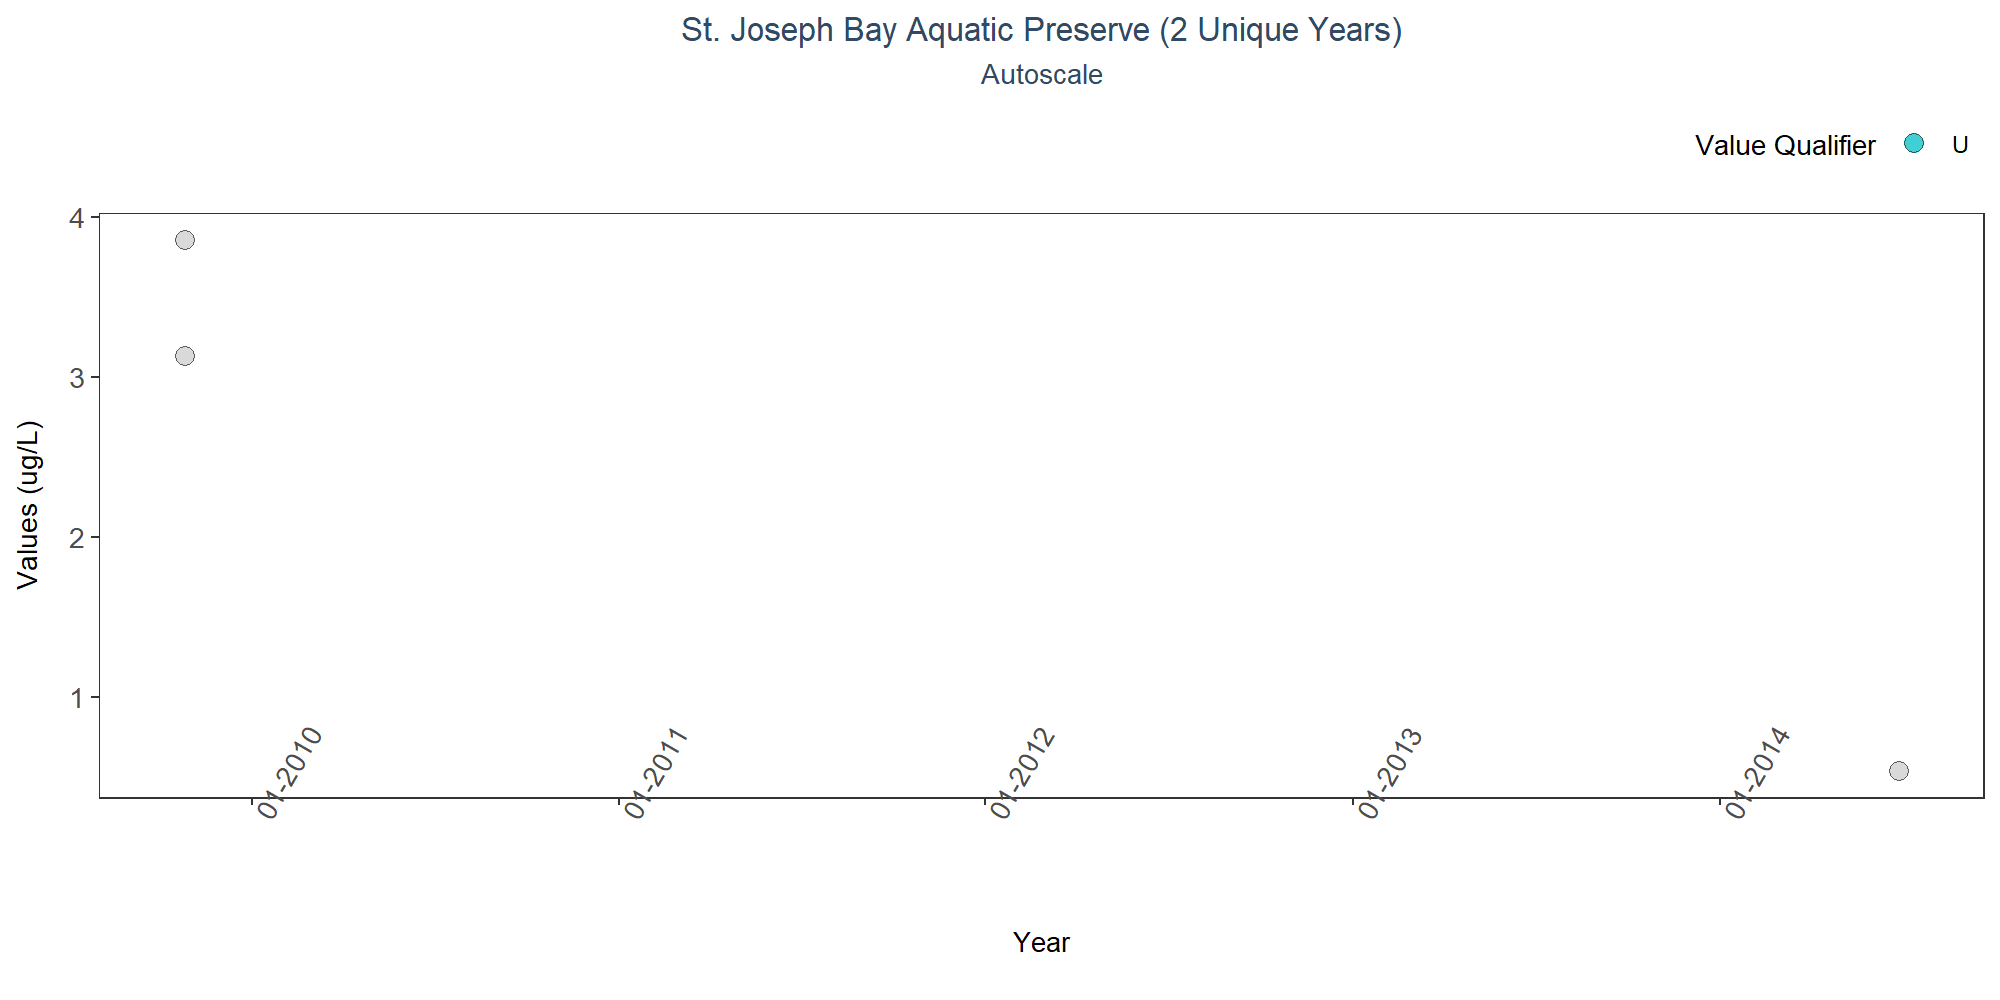 St. Joseph Bay Aquatic Preserve (2 Unique Years)
Autoscale
Value Qualifier U
Values (ug/L)
4
3
2
1
01-2010
01-2011
01-2012
01-2013
01-2014
Year